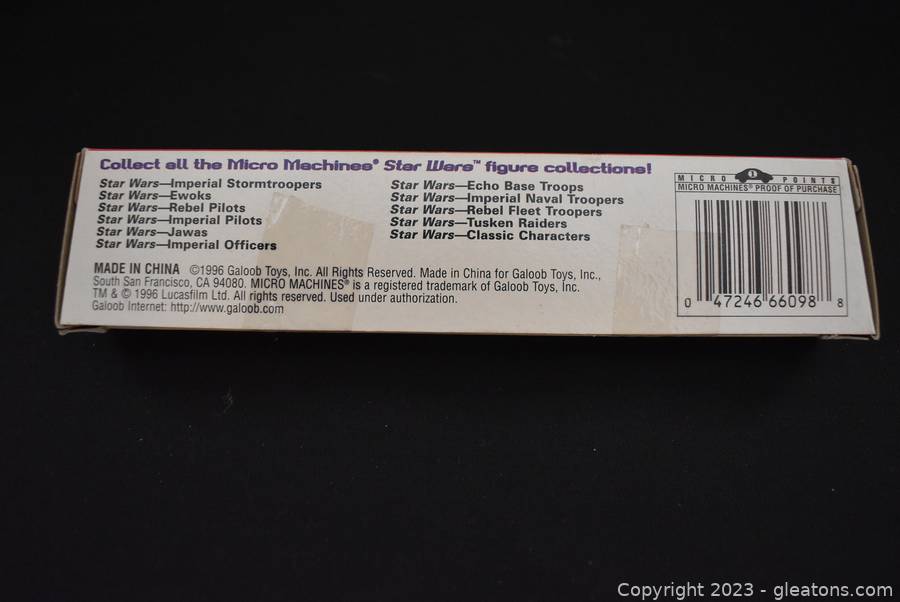 Collect all the Micro Machines® Star Wars™ figure collections!
Star Wars—Imperial Stormtroopers
Star Wars—Ewoks
Star Wars—Rebel Pilots
Star Wars—Imperial Pilots
Star Wars—Jawas
Star Wars—Imperial Officers
Star Wars—Echo Base Troops
Star Wars—Imperial Naval Troopers
Star Wars—Rebel Fleet Troopers
Star Wars—Tusken Raiders
Star Wars—Classic Characters
MADE IN CHINA ©1996 Galoob Toys, Inc. All Rights Reserved. Made in China for Galoob Toys, Inc.,
South San Francisco, CA 94080. MICRO MACHINES® is a registered trademark of Galoob Toys, Inc.
TM & © 1996 Lucasfilm Ltd. All rights reserved. Used under authorization.
Galoob Internet: http://www.galoob.com
MICRO 1 POINTS
MICRO MACHINES® PROOF OF PURCHASE
0 47246 66098 8
Copyright 2023 - gleatons.com